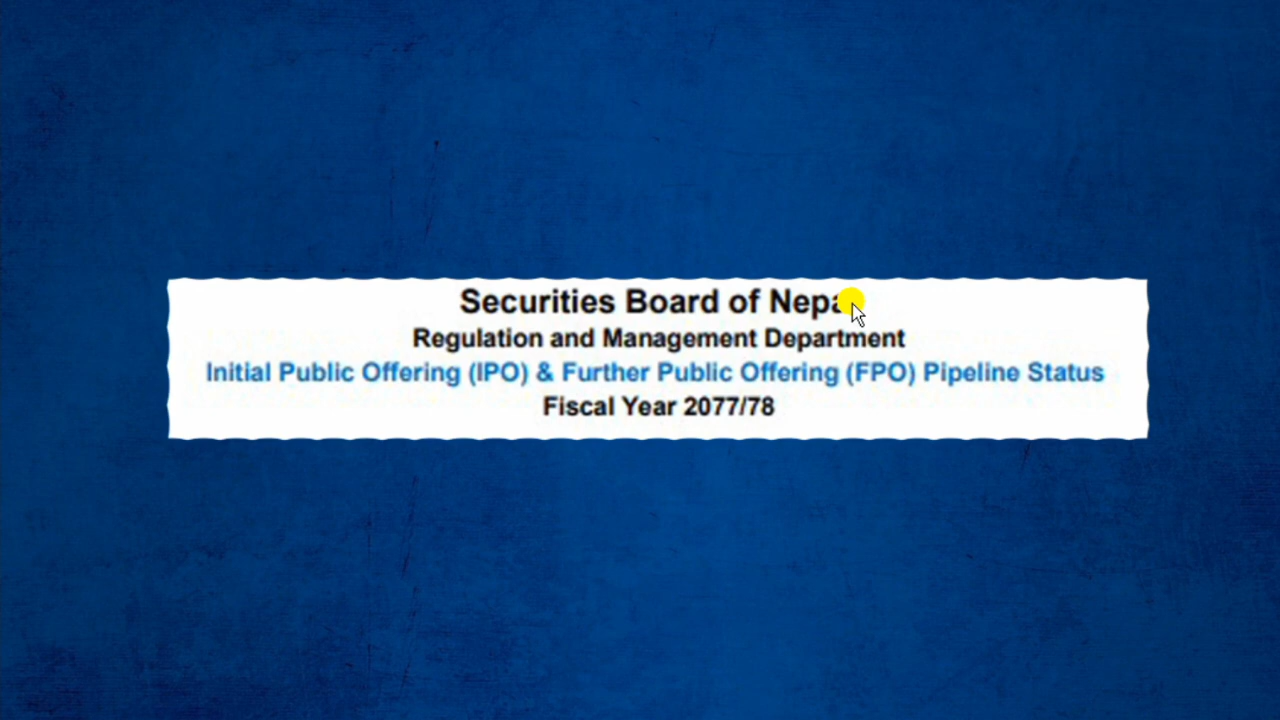 Securities Board of Nepal
Regulation and Management Department
Initial Public Offering (IPO) & Further Public Offering (FPO) Pipeline Status
Fiscal Year 2077/78